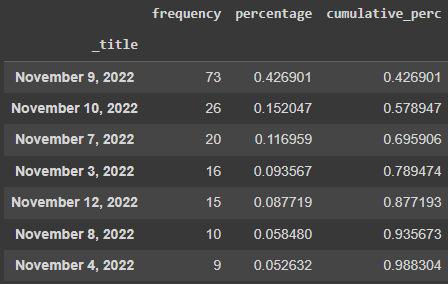 frequency percentage cumulative_perc
_title
November 9, 2022 73 0.426901 0.426901
November 10, 2022 26 0.152047 0.578947
November 7, 2022 20 0.116959 0.695906
November 3, 2022 16 0.093567 0.789474
November 12, 2022 15 0.087719 0.877193
November 8, 2022 10 0.058480 0.935673
November 4, 2022 9 0.052632 0.988304